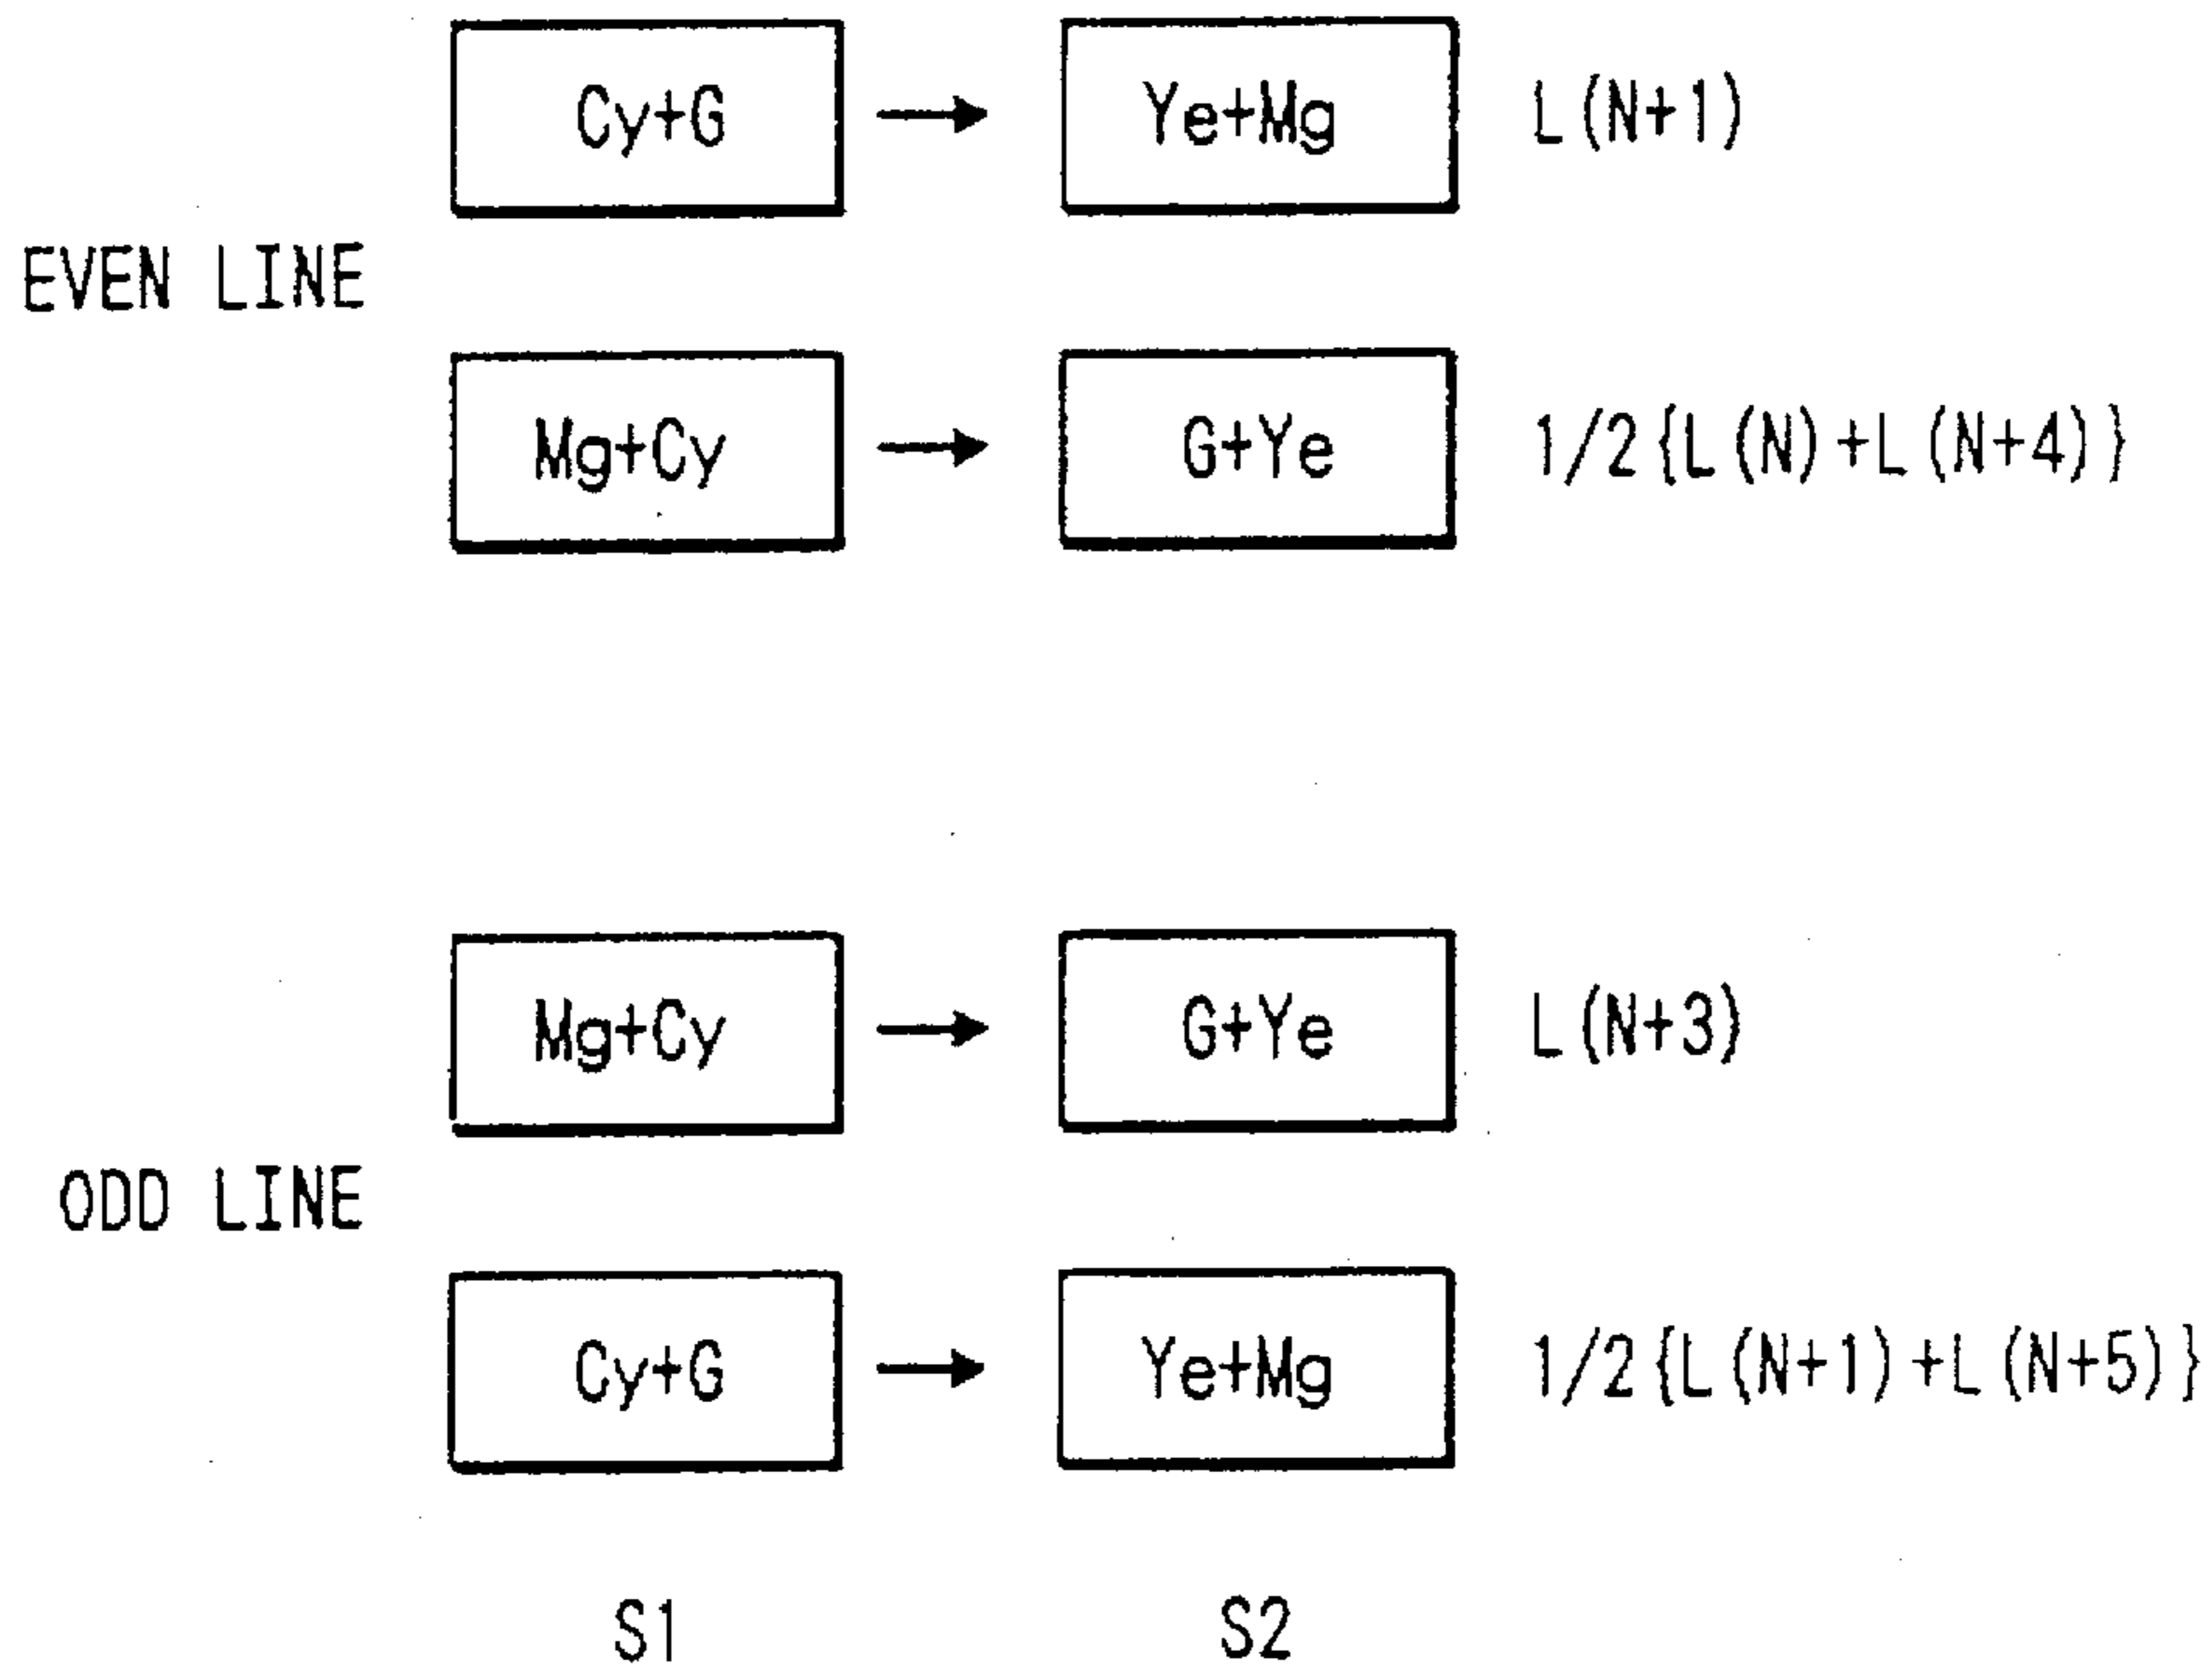 Cy+G → Ye+Mg L(N+1)
EVEN LINE
Mg+Cy → G+Ye 1/2{L(N)+L(N+4)}
Mg+Cy → G+Ye L(N+3)
ODD LINE
Cy+G → Ye+Mg 1/2{L(N+1)+L(N+5)}
S1 S2